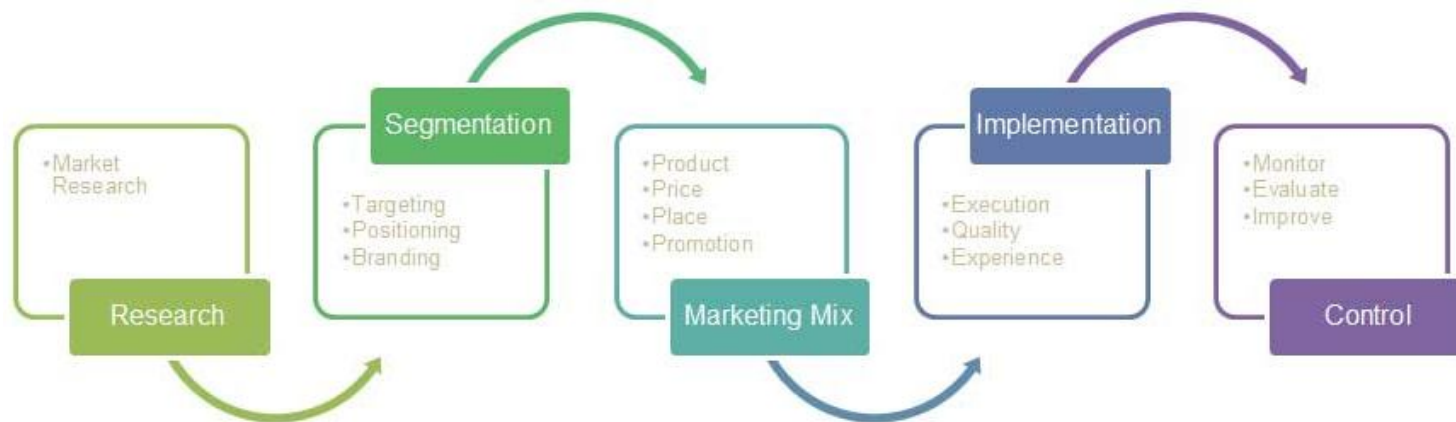 •Market
Research
Research
Segmentation
•Targeting
•Positioning
•Branding
•Product
•Price
•Place
•Promotion
Marketing Mix
Implementation
•Execution
•Quality
•Experience
•Monitor
•Evaluate
•Improve
Control